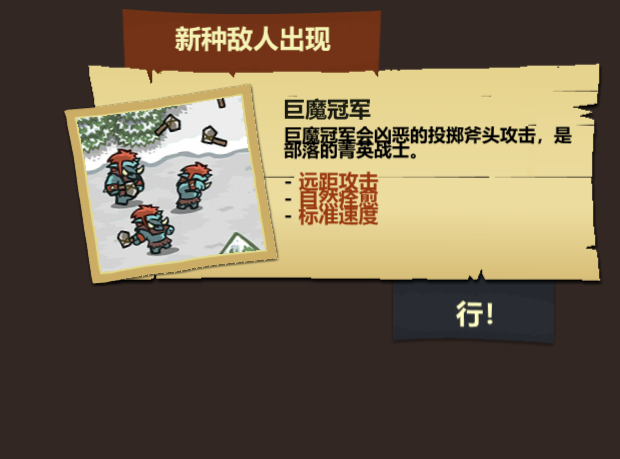 新种敌人出现
巨魔冠军
巨魔冠军会凶恶的投掷斧头攻击，是
部落的菁英战士。
- 远距攻击
- 自然痊愈
- 标准速度
行！